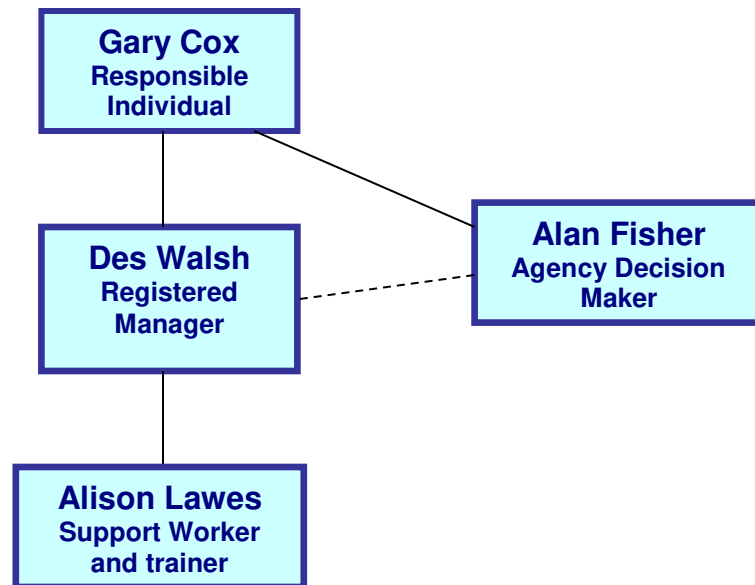 Gary Cox
Responsible
Individual
Des Walsh
Registered
Manager
Alan Fisher
Agency Decision
Maker
Alison Lawes
Support Worker
and trainer